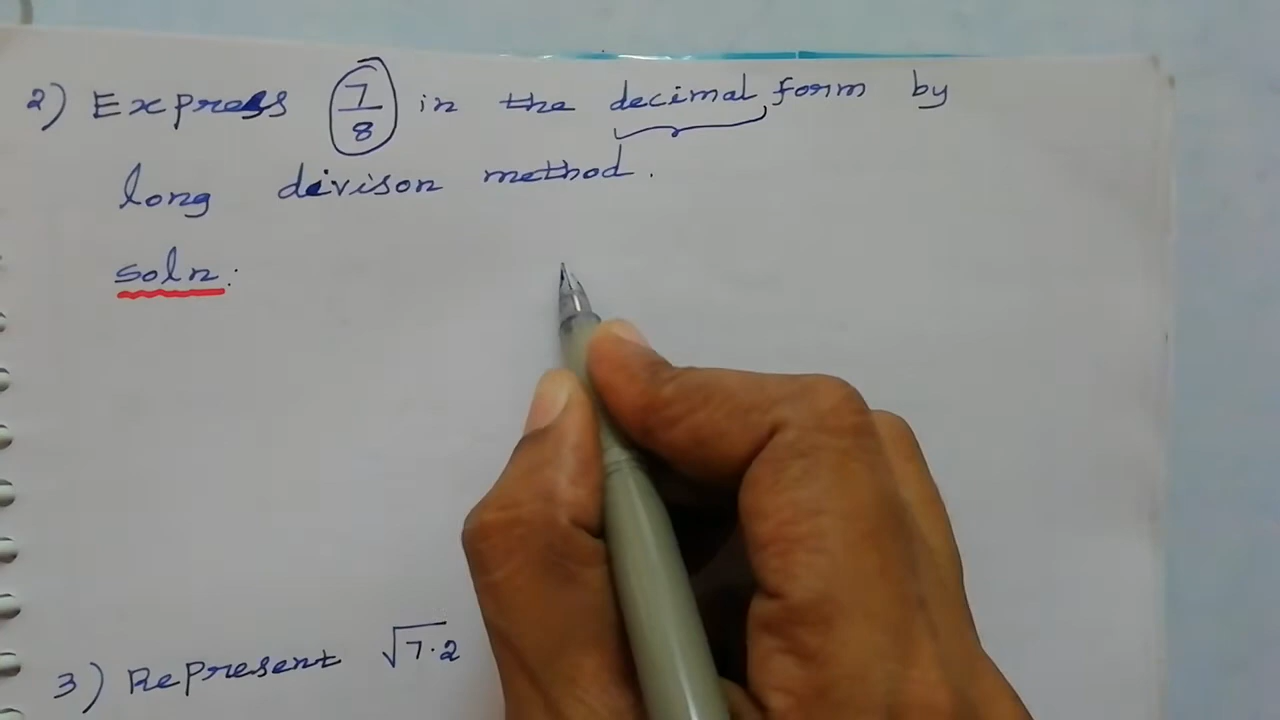 2) Express 7/8 in the decimal form by
long divison method.
soln:
3) Represent √7.2